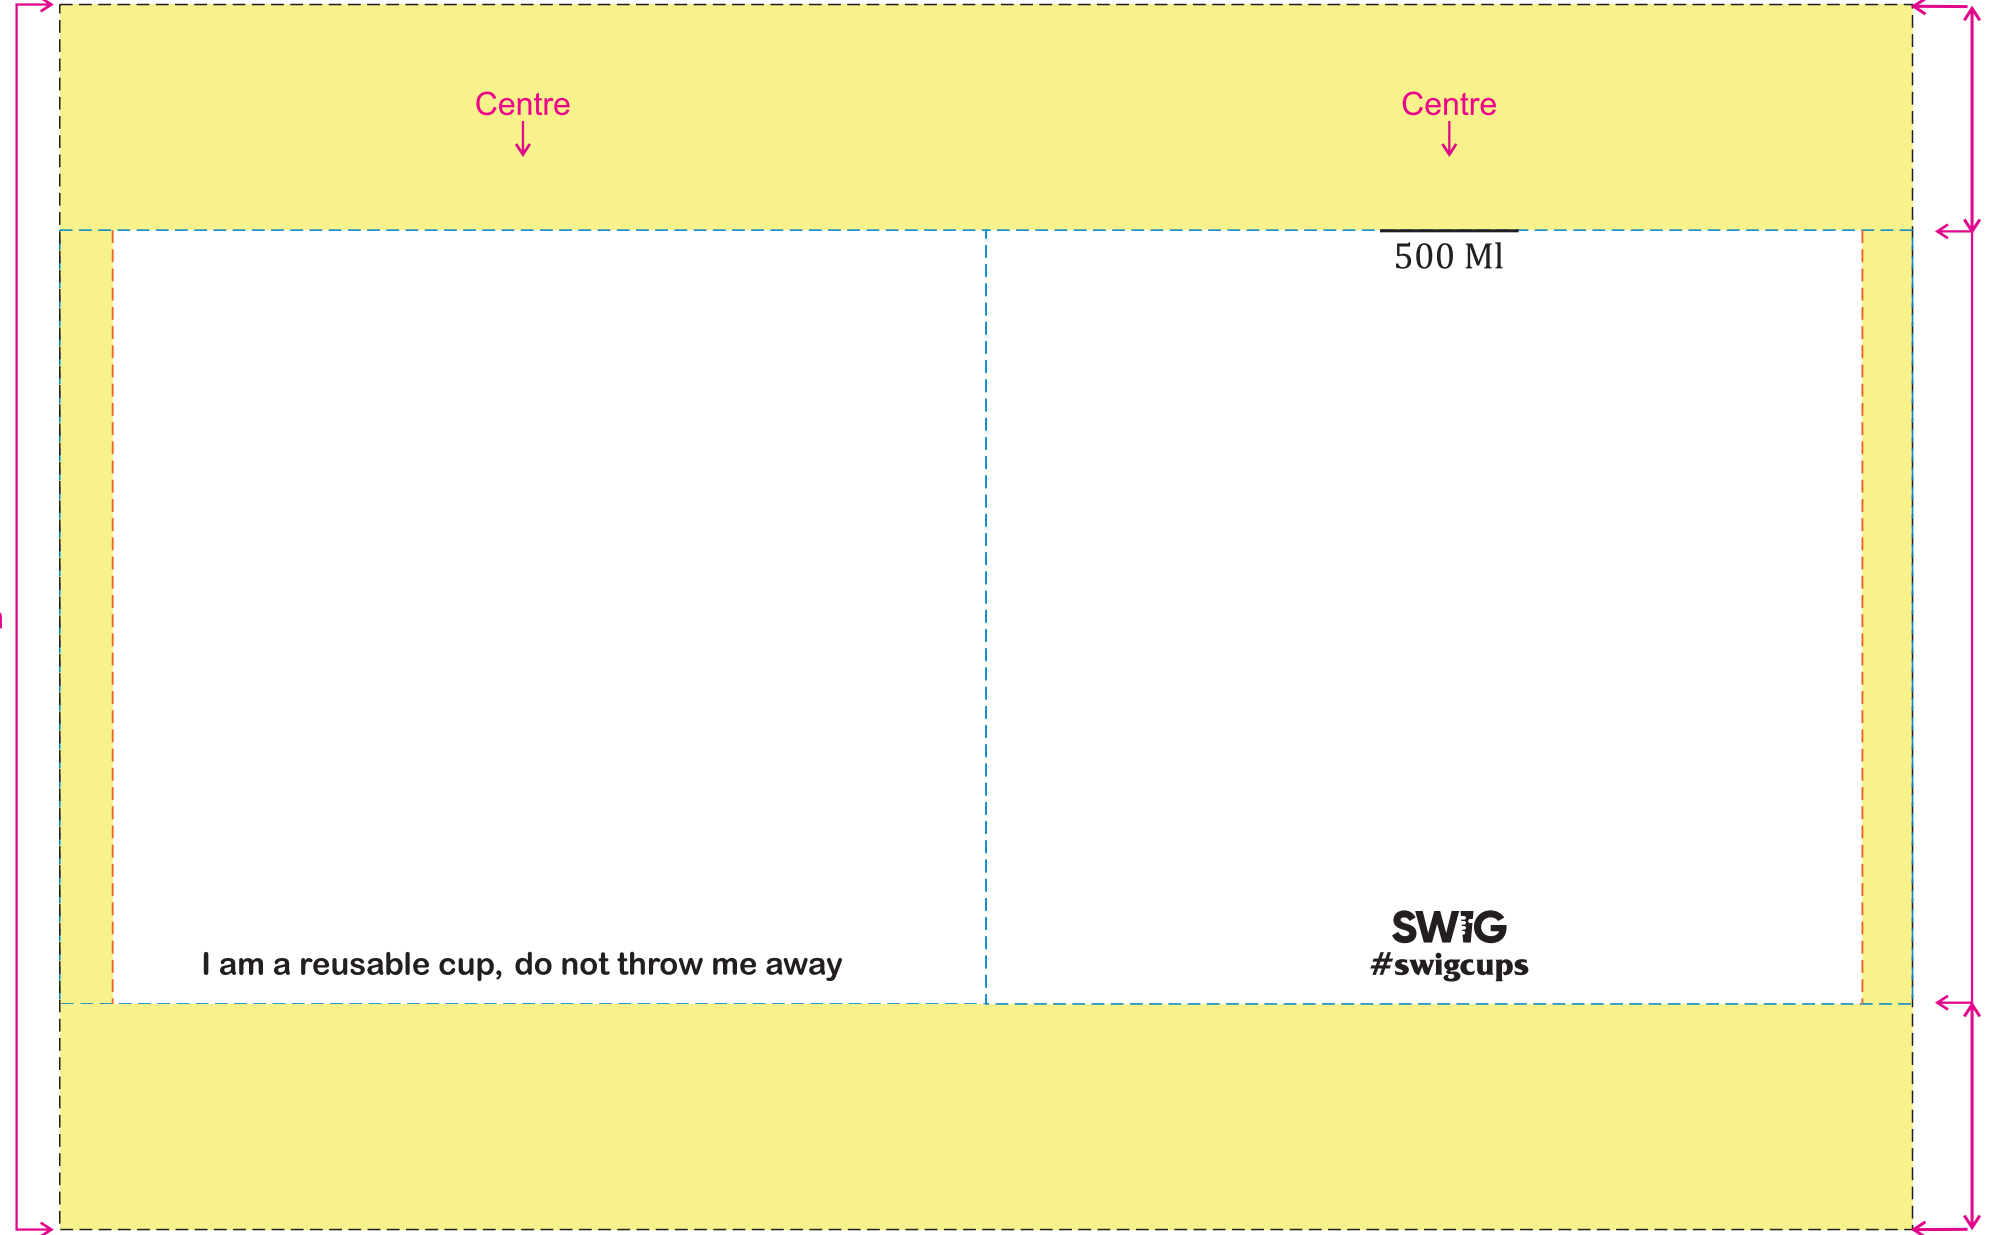 Centre
Centre
500 Ml
I am a reusable cup, do not throw me away
SWIG
#swigcups